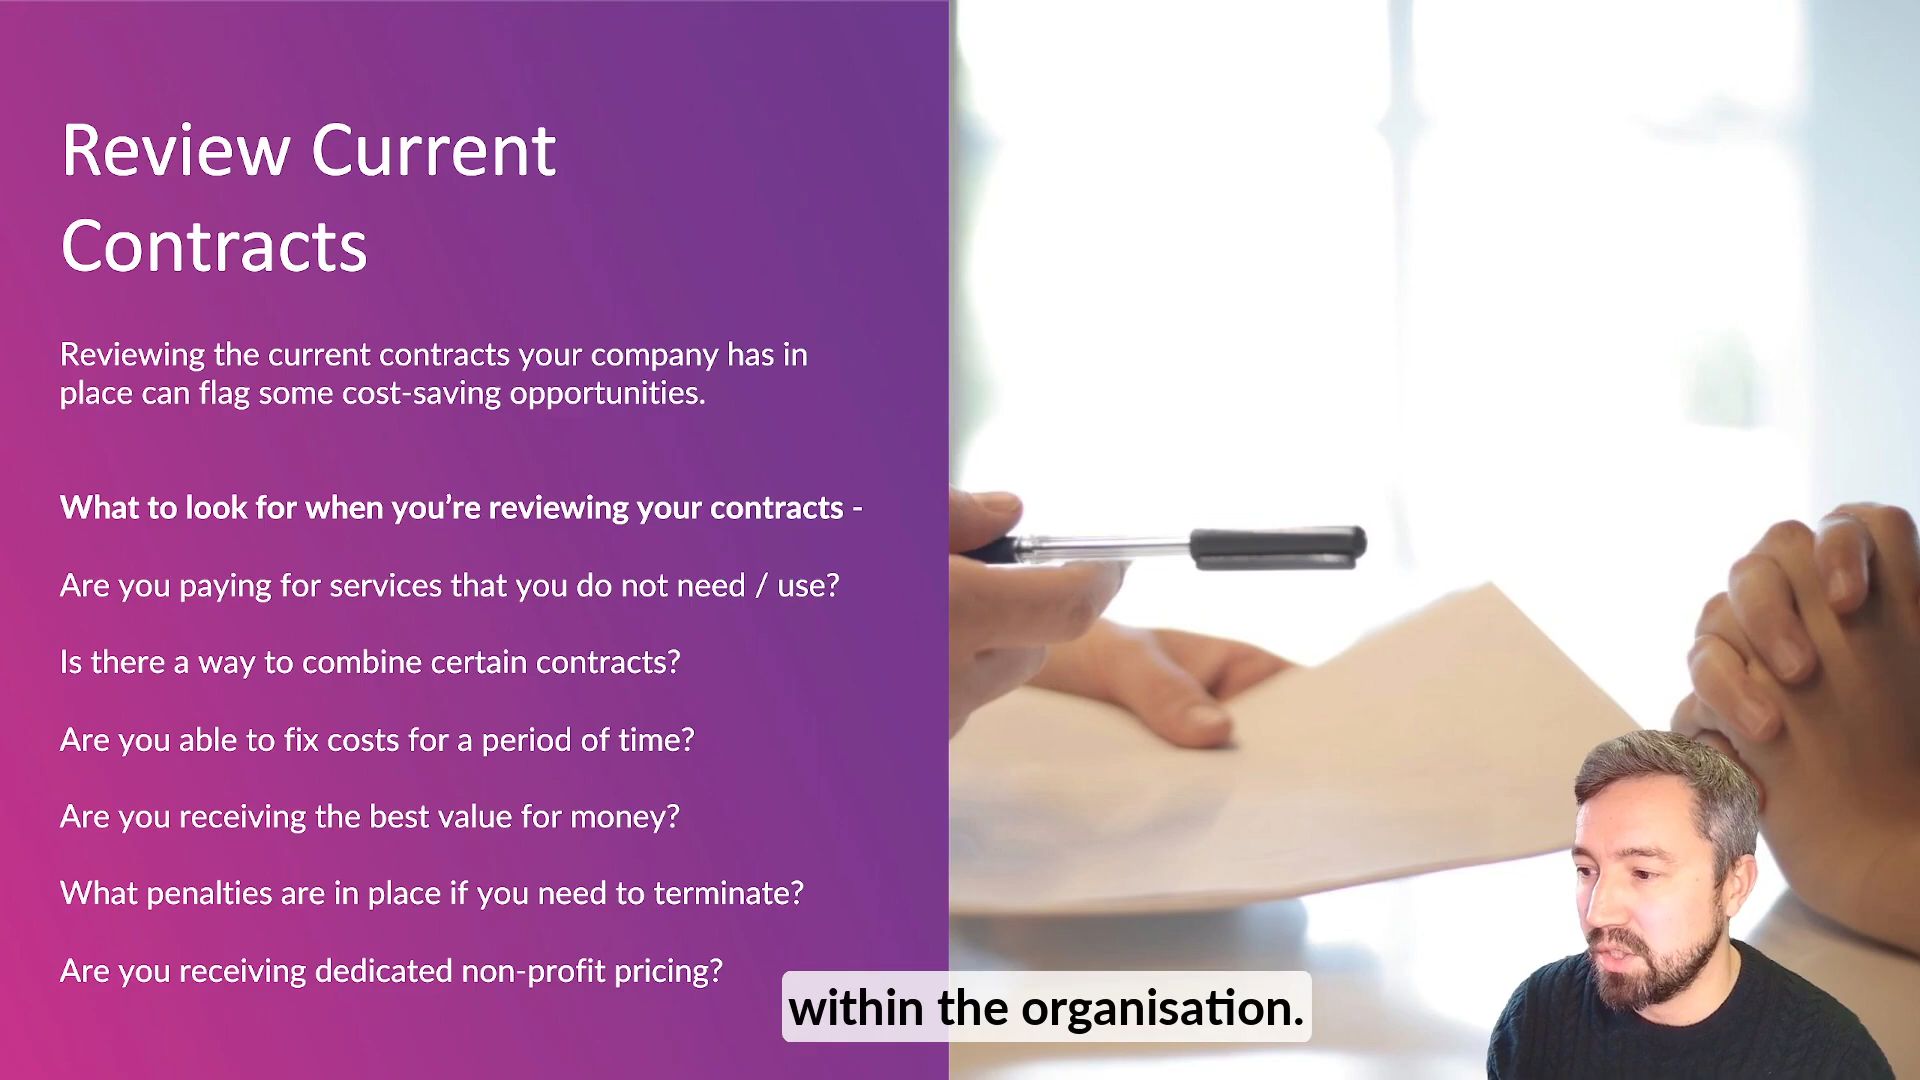 Review Current
Contracts
Reviewing the current contracts your company has in
place can flag some cost-saving opportunities.
What to look for when you’re reviewing your contracts -
Are you paying for services that you do not need / use?
Is there a way to combine certain contracts?
Are you able to fix costs for a period of time?
Are you receiving the best value for money?
What penalties are in place if you need to terminate?
Are you receiving dedicated non-profit pricing?
within the organisation.